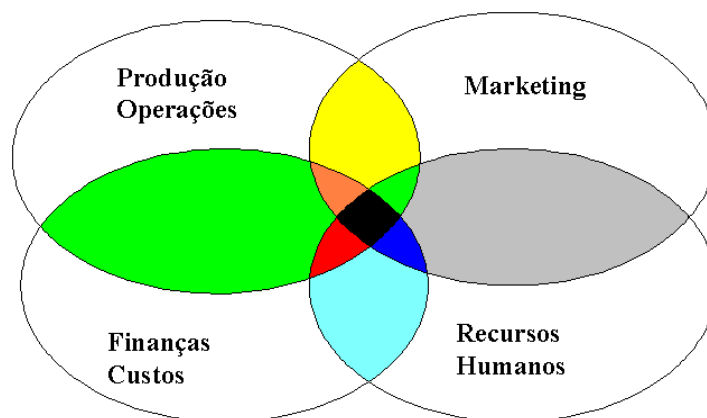 Produção
Operações
Marketing
Finanças
Custos
Recursos
Humanos